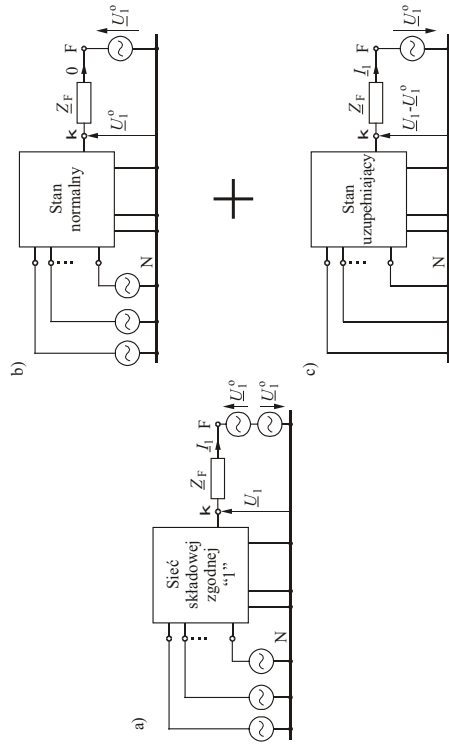 a)
Sieć
składowej
zgodnej
“1”
N
k
Z_F
I_1
F
U_1
U_1^o
U_1^o
b)
Stan
normalny
N
k
Z_F
0
F
U_1^o
U_1^o
+
c)
Stan
uzupełniający
N
k
Z_F
I_1
F
U_1-U_1^o
U_1^o